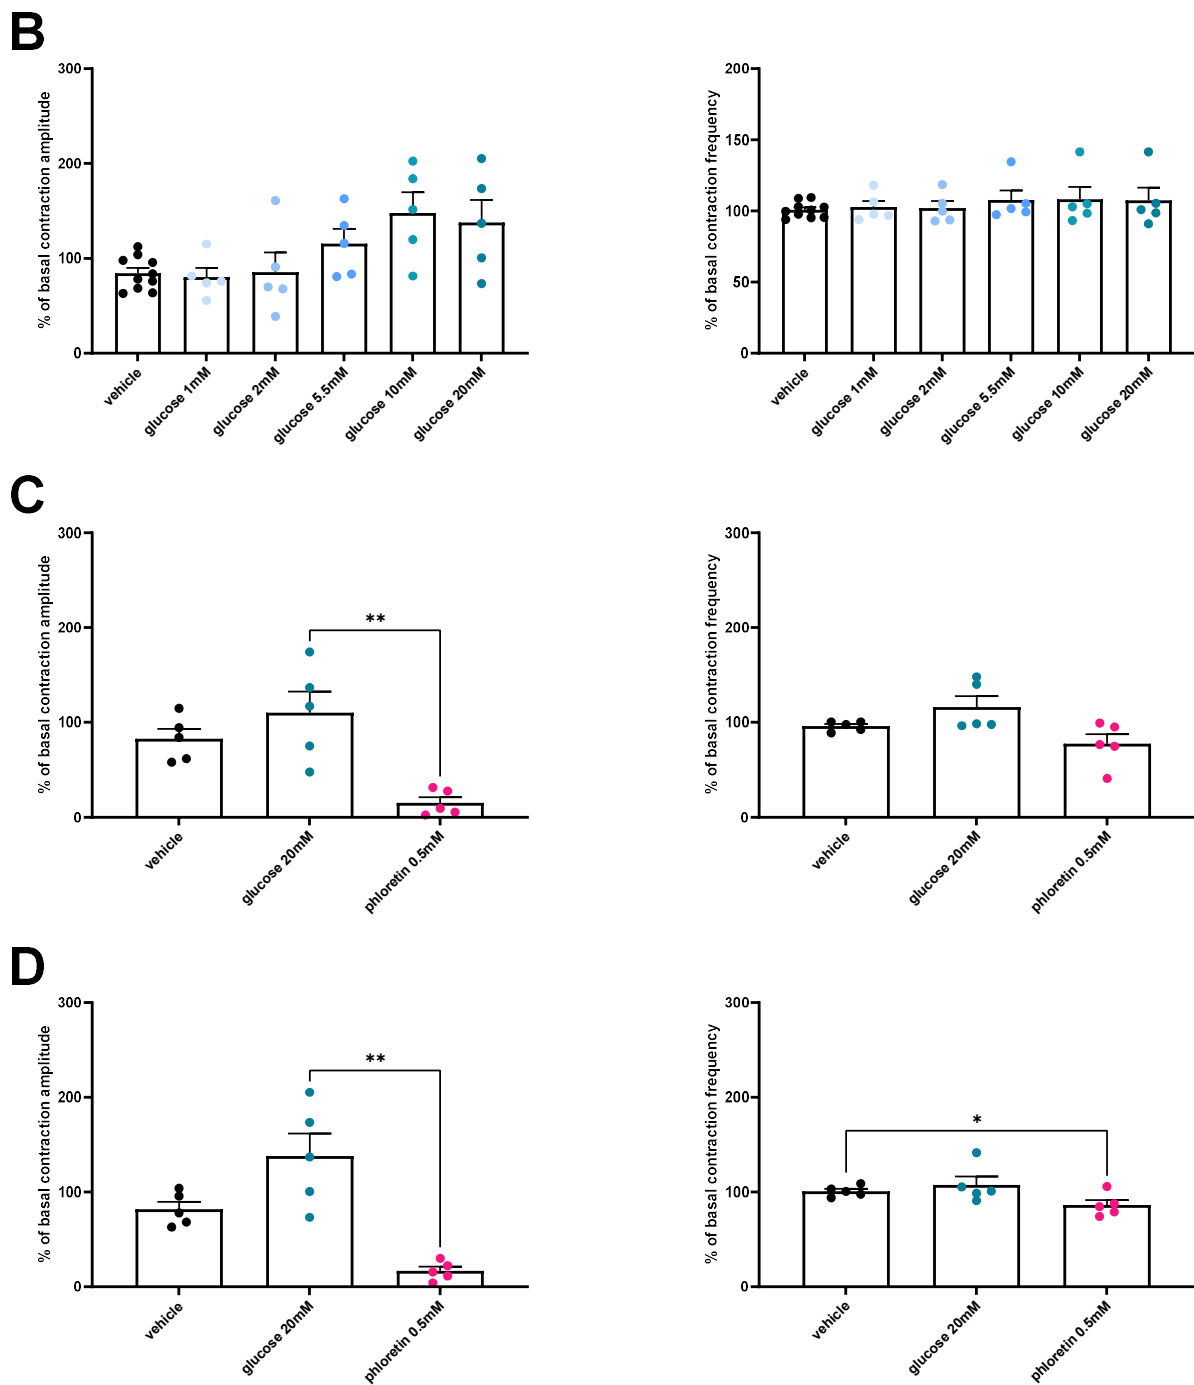 B
% of basal contraction amplitude
300
200
100
0
vehicle
glucose 1mM
glucose 2mM
glucose 5.5mM
glucose 10mM
glucose 20mM
% of basal contraction frequency
200
150
100
50
0
vehicle
glucose 1mM
glucose 2mM
glucose 5.5mM
glucose 10mM
glucose 20mM
C
% of basal contraction amplitude
300
200
100
0
**
vehicle
glucose 20mM
phloretin 0.5mM
% of basal contraction frequency
300
200
100
0
vehicle
glucose 20mM
phloretin 0.5mM
D
% of basal contraction amplitude
300
200
100
0
**
vehicle
glucose 20mM
phloretin 0.5mM
% of basal contraction frequency
300
200
100
0
*
vehicle
glucose 20mM
phloretin 0.5mM